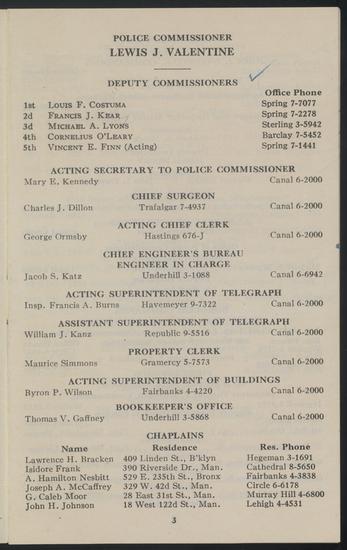 POLICE COMMISSIONER
LEWIS J. VALENTINE
DEPUTY COMMISSIONERS
Office Phone
1st Louis F. Costuma Spring 7-7077
2d Francis J. Kear Spring 7-2278
3d Michael A. Lyons Sterling 3-5942
4th Cornelius O'Leary Barclay 7-5452
5th Vincent E. Finn (Acting) Spring 7-1441
ACTING SECRETARY TO POLICE COMMISSIONER
Mary E. Kennedy Canal 6-2000
CHIEF SURGEON
Charles J. Dillon Trafalgar 7-4937 Canal 6-2000
ACTING CHIEF CLERK
George Ormsby Hastings 676-J Canal 6-2000
CHIEF ENGINEER'S BUREAU
ENGINEER IN CHARGE
Jacob S. Katz Underhill 3-1088 Canal 6-6942
ACTING SUPERINTENDENT OF TELEGRAPH
Insp. Francis A. Burns Havemeyer 9-7322 Canal 6-2000
ASSISTANT SUPERINTENDENT OF TELEGRAPH
William J. Kanz Republic 9-5516 Canal 6-2000
PROPERTY CLERK
Maurice Simmons Gramercy 5-7573 Canal 6-2000
ACTING SUPERINTENDENT OF BUILDINGS
Byron P. Wilson Fairbanks 4-4220 Canal 6-2000
BOOKKEEPER'S OFFICE
Thomas V. Gaffney Underhill 3-5868 Canal 6-2000
CHAPLAINS
Name Residence Res. Phone
Lawrence H. Bracken 409 Linden St., B'klyn Hegeman 3-1691
Isidore Frank 390 Riverside Dr., Man. Cathedral 8-5650
A. Hamilton Nesbitt 529 E. 235th St., Bronx Fairbanks 4-3838
Joseph A. McCaffrey 329 W. 42d St., Man. Circle 6-6178
G. Caleb Moor 28 East 31st St., Man. Murray Hill 4-6800
John H. Johnson 18 West 122d St., Man. Lehigh 4-4531
3